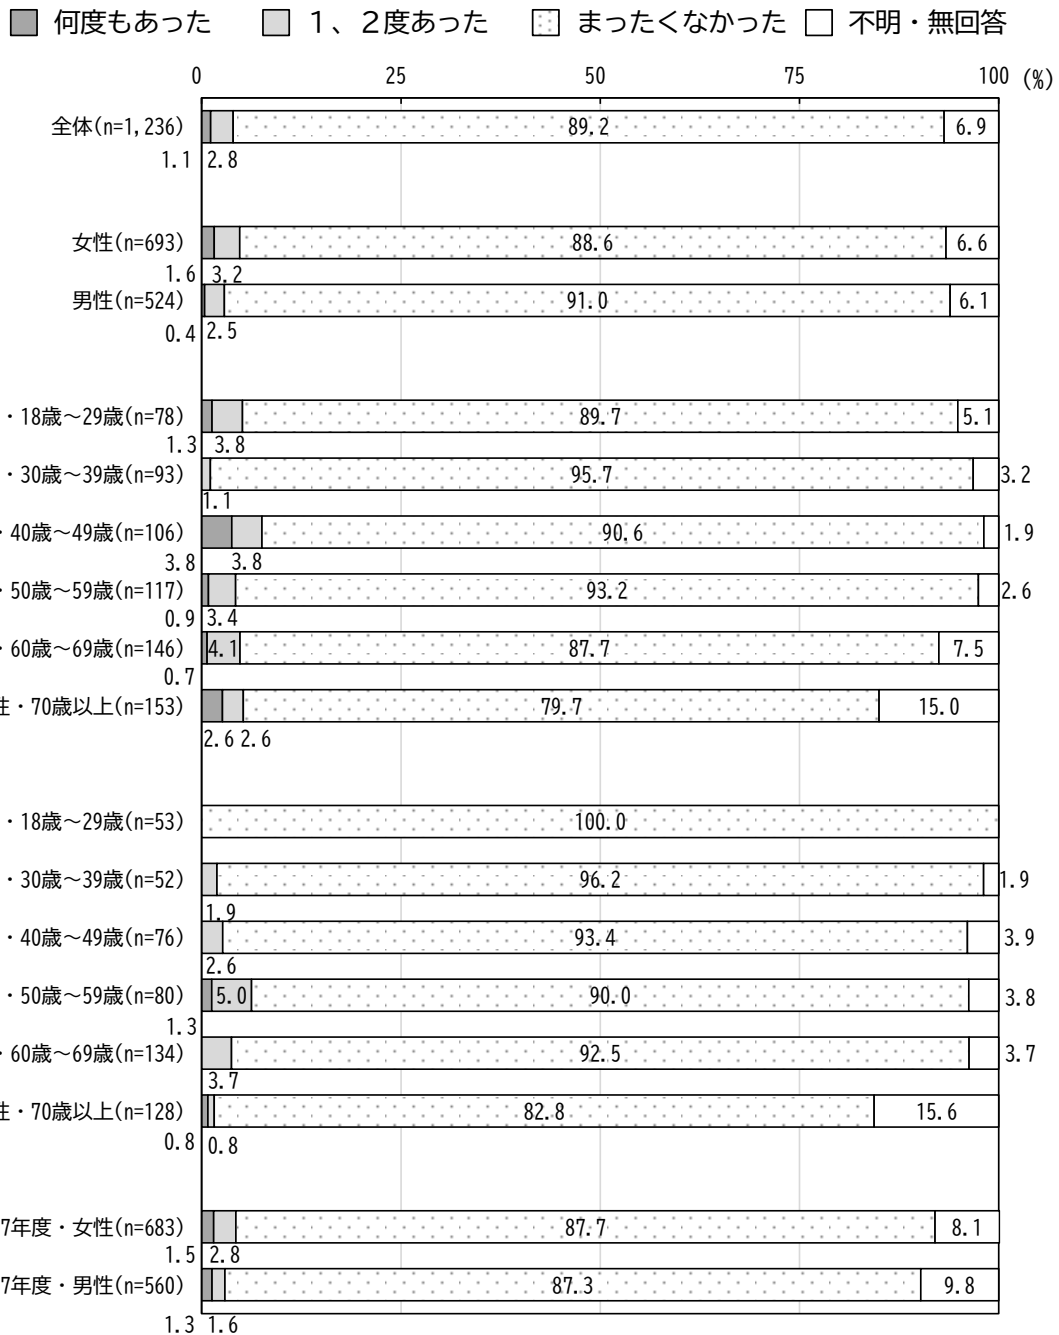 何度もあった １、２度あった まったくなかった 不明・無回答
0 25 50 75 100 (%)
全体(n=1,236) 89.2 6.9
1.1 2.8
女性(n=693) 88.6 6.6
1.6 3.2
男性(n=524) 91.0 6.1
0.4 2.5
・18歳～29歳(n=78) 89.7 5.1
1.3 3.8
・30歳～39歳(n=93) 95.7 3.2
1.1
・40歳～49歳(n=106) 90.6 1.9
3.8 3.8
・50歳～59歳(n=117) 93.2 2.6
0.9 3.4
・60歳～69歳(n=146) 4.1 87.7 7.5
0.7
性・70歳以上(n=153) 79.7 15.0
2.6 2.6
・18歳～29歳(n=53) 100.0
・30歳～39歳(n=52) 96.2 1.9
1.9
・40歳～49歳(n=76) 93.4 3.9
2.6
・50歳～59歳(n=80) 5.0 90.0 3.8
1.3
・60歳～69歳(n=134) 92.5 3.7
3.7
性・70歳以上(n=128) 82.8 15.6
0.8 0.8
7年度・女性(n=683) 87.7 8.1
1.5 2.8
7年度・男性(n=560) 87.3 9.8
1.3 1.6